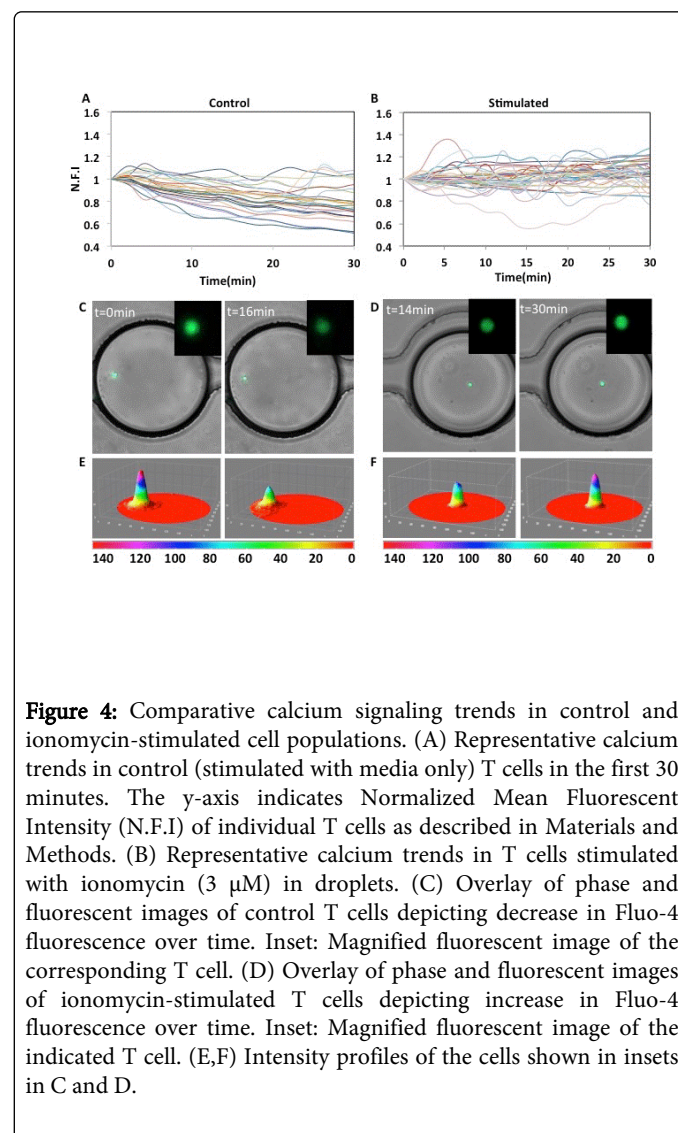 A Control
B Stimulated
1.6
1.4
1.2
1
0.8
0.6
0.4
N.F.I
0 10 20 30
Time(min)
1.6
1.4
1.2
1
0.8
0.6
0.4
0 5 10 15 20 25 30
Time(min)
C t=0min t=16min
D t=14min t=30min
E
F
140 120 100 80 60 40 20 0
140 120 100 80 60 40 20 0
Figure 4: Comparative calcium signaling trends in control and
ionomycin-stimulated cell populations. (A) Representative calcium
trends in control (stimulated with media only) T cells in the first 30
minutes. The y-axis indicates Normalized Mean Fluorescent
Intensity (N.F.I) of individual T cells as described in Materials and
Methods. (B) Representative calcium trends in T cells stimulated
with ionomycin (3 μM) in droplets. (C) Overlay of phase and
fluorescent images of control T cells depicting decrease in Fluo-4
fluorescence over time. Inset: Magnified fluorescent image of the
corresponding T cell. (D) Overlay of phase and fluorescent images
of ionomycin-stimulated T cells depicting increase in Fluo-4
fluorescence over time. Inset: Magnified fluorescent image of the
indicated T cell. (E,F) Intensity profiles of the cells shown in insets
in C and D.